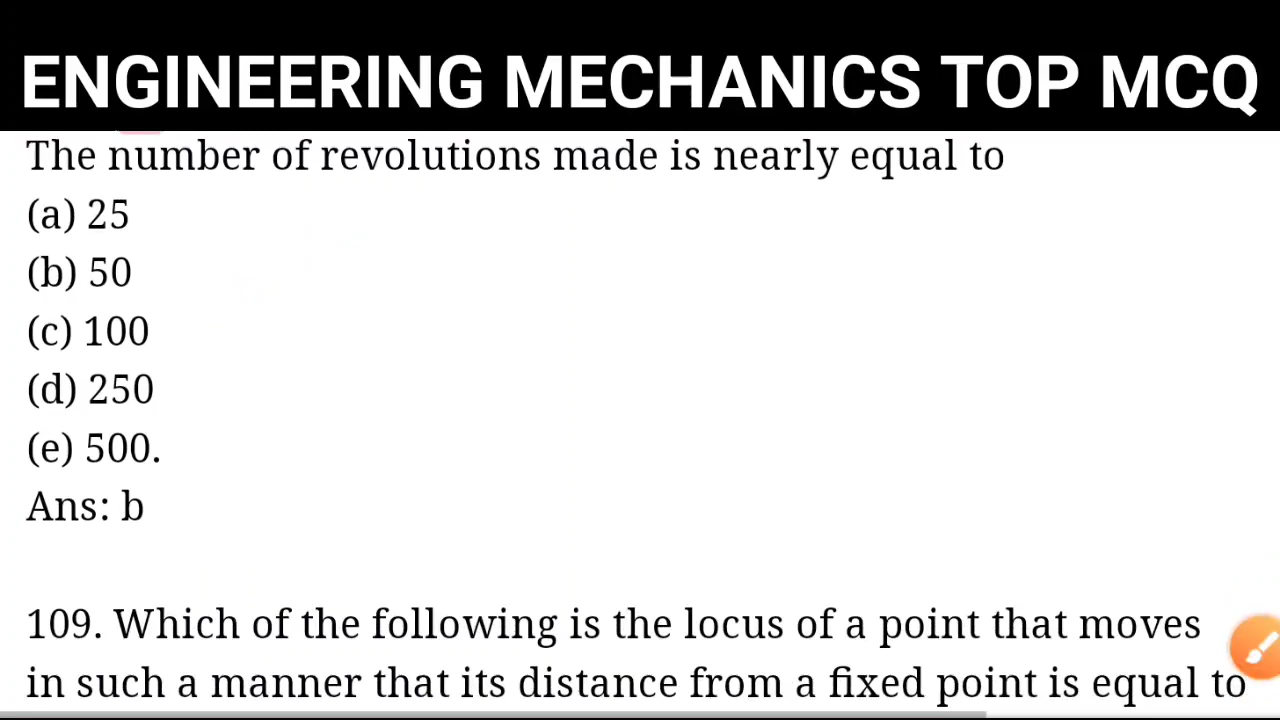 ENGINEERING MECHANICS TOP MCQ
The number of revolutions made is nearly equal to
(a) 25
(b) 50
(c) 100
(d) 250
(e) 500.
Ans: b
109. Which of the following is the locus of a point that moves
in such a manner that its distance from a fixed point is equal to